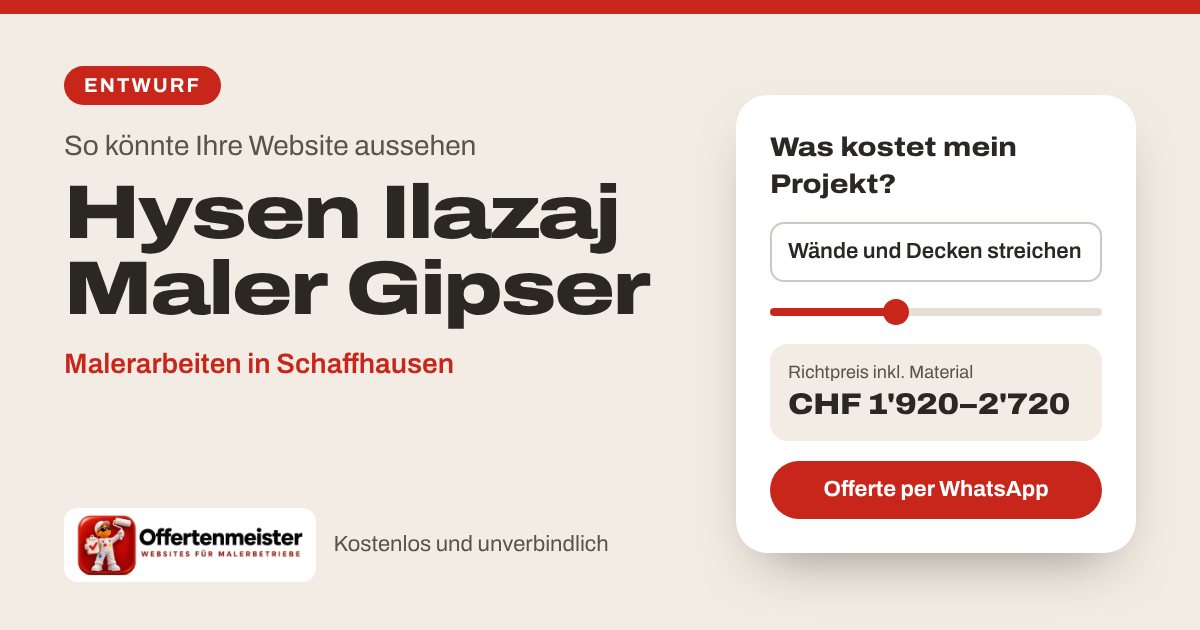 ENTWURF
So könnte Ihre Website aussehen
Hysen Ilazaj
Maler Gipser
Malerarbeiten in Schaffhausen
Offertenmeister
WEBSITES FÜR MALERBETRIEBE
Kostenlos und unverbindlich
Was kostet mein
Projekt?
Wände und Decken streichen
Richtpreis inkl. Material
CHF 1'920–2'720
Offerte per WhatsApp